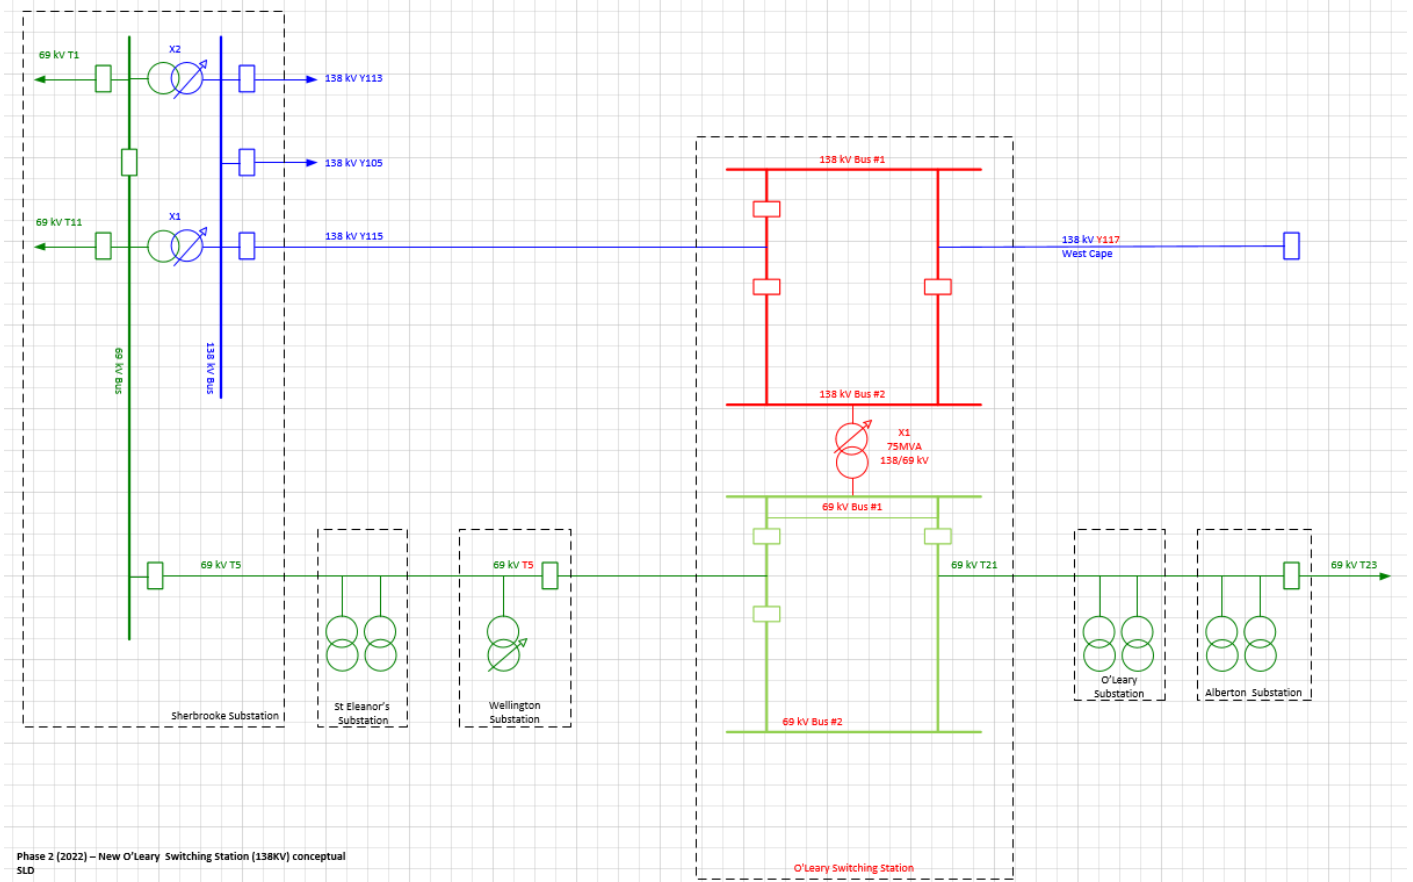 69 kV T1
X2
138 kV Y113
138 kV Y105
69 kV T11
X1
138 kV Y115
69 kV Bus
138 kV Bus
138 kV Bus #1
138 kV Y117
West Cape
138 kV Bus #2
X1
75MVA
138/69 kV
69 kV Bus #1
69 kV T5
69 kV T5
69 kV T21
69 kV T23
Sherbrooke Substation
St Eleanor's
Substation
Wellington
Substation
69 kV Bus #2
O'Leary
Substation
Alberton Substation
Phase 2 (2022) – New O'Leary Switching Station (138KV) conceptual
SLD
O'Leary Switching Station